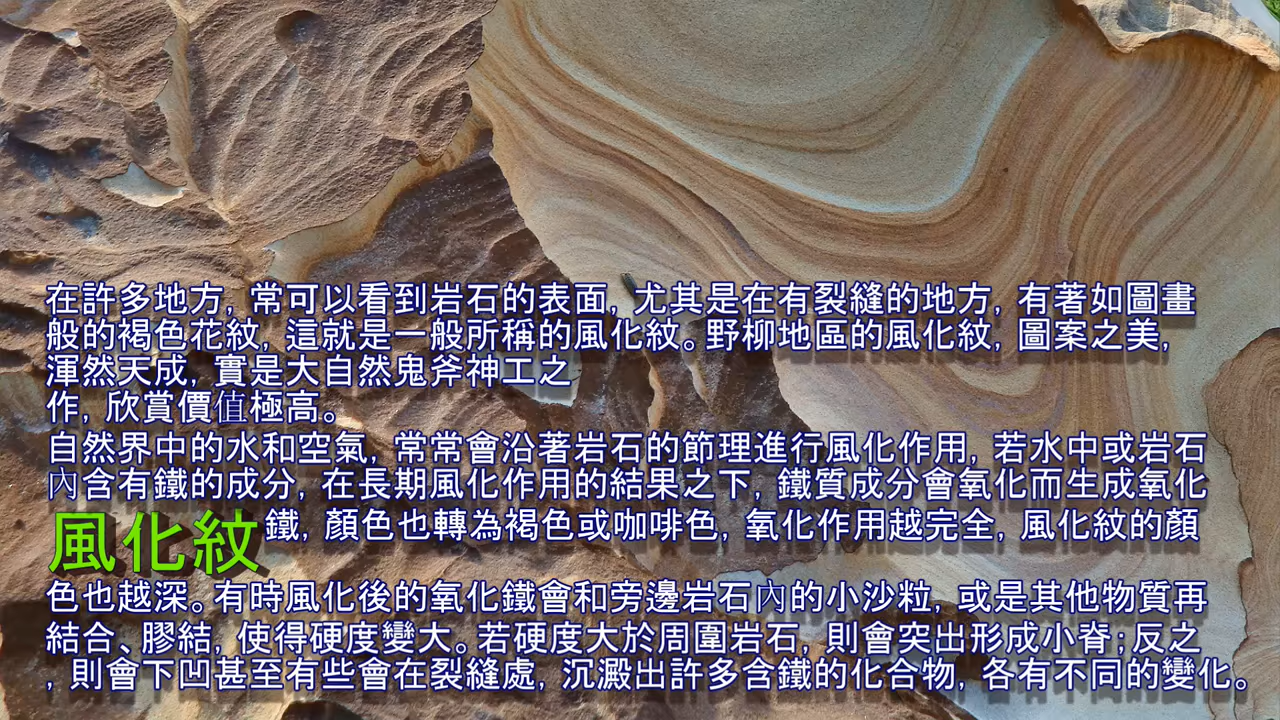 在許多地方, 常可以看到岩石的表面, 尤其是在有裂縫的地方, 有著如圖畫
般的褐色花紋, 這就是一般所稱的風化紋。野柳地區的風化紋, 圖案之美,
渾然天成, 實是大自然鬼斧神工之
作, 欣賞價值極高。
自然界中的水和空氣, 常常會沿著岩石的節理進行風化作用, 若水中或岩石
內含有鐵的成分, 在長期風化作用的結果之下, 鐵質成分會氧化而生成氧化
風化紋
鐵, 顏色也轉為褐色或咖啡色, 氧化作用越完全, 風化紋的顏
色也越深。有時風化後的氧化鐵會和旁邊岩石內的小沙粒, 或是其他物質再
結合、膠結, 使得硬度變大。若硬度大於周圍岩石, 則會突出形成小脊;反之
, 則會下凹甚至有些會在裂縫處, 沉澱出許多含鐵的化合物, 各有不同的變化。